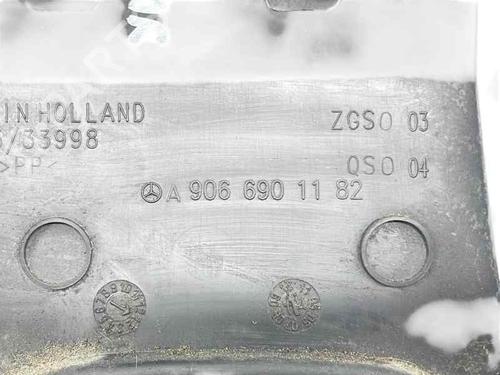 IN HOLLAND
/33998
>PP<
ZGS0 03
QS0 04
A 906 690 11 82